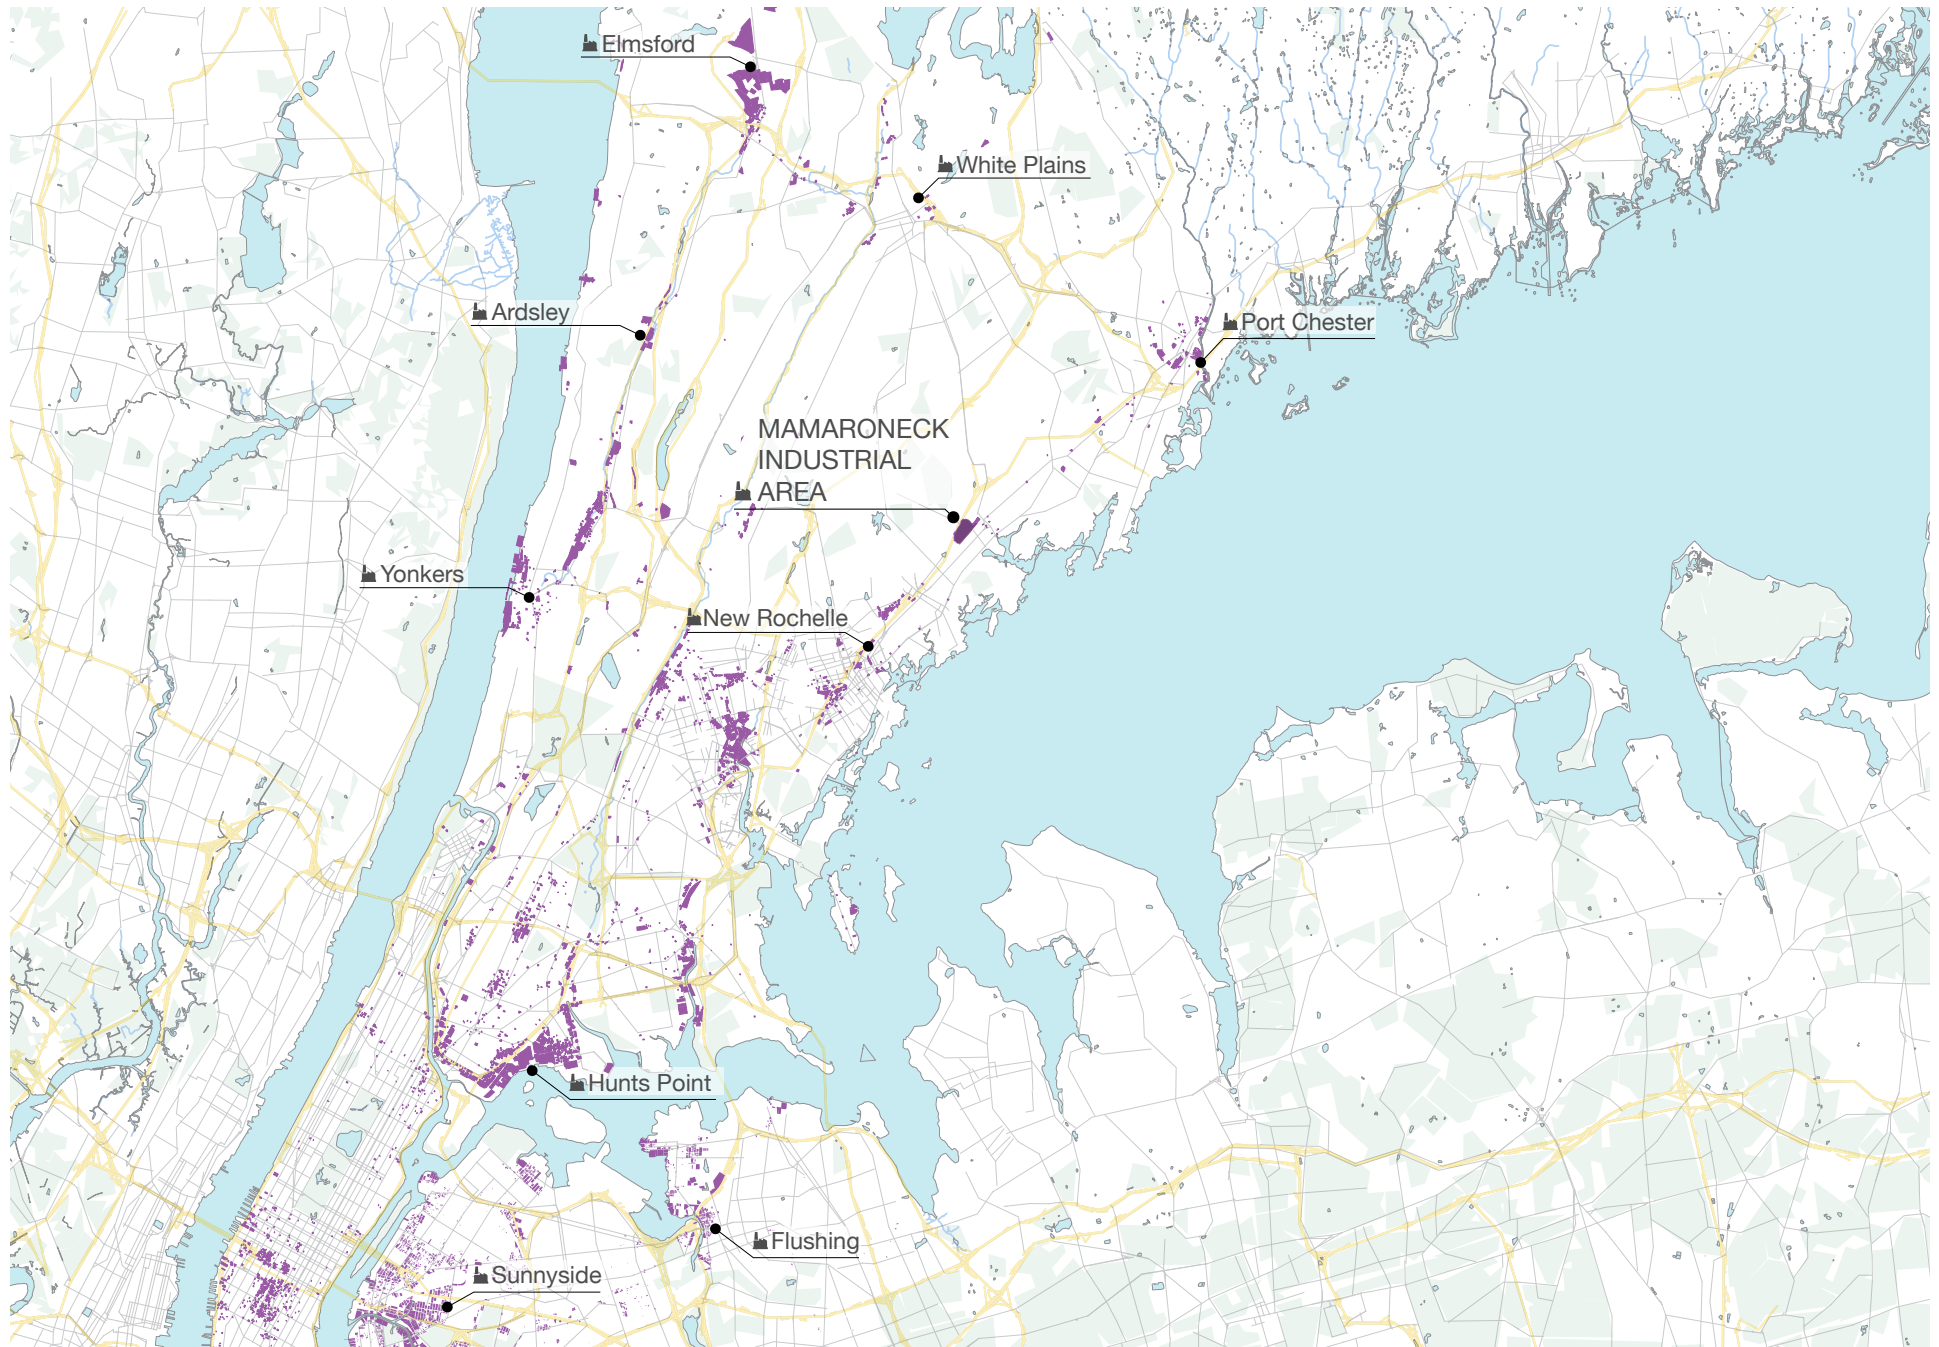 Elmsford
White Plains
Ardsley
Port Chester
MAMARONECK
INDUSTRIAL
AREA
Yonkers
New Rochelle
Hunts Point
Flushing
Sunnyside